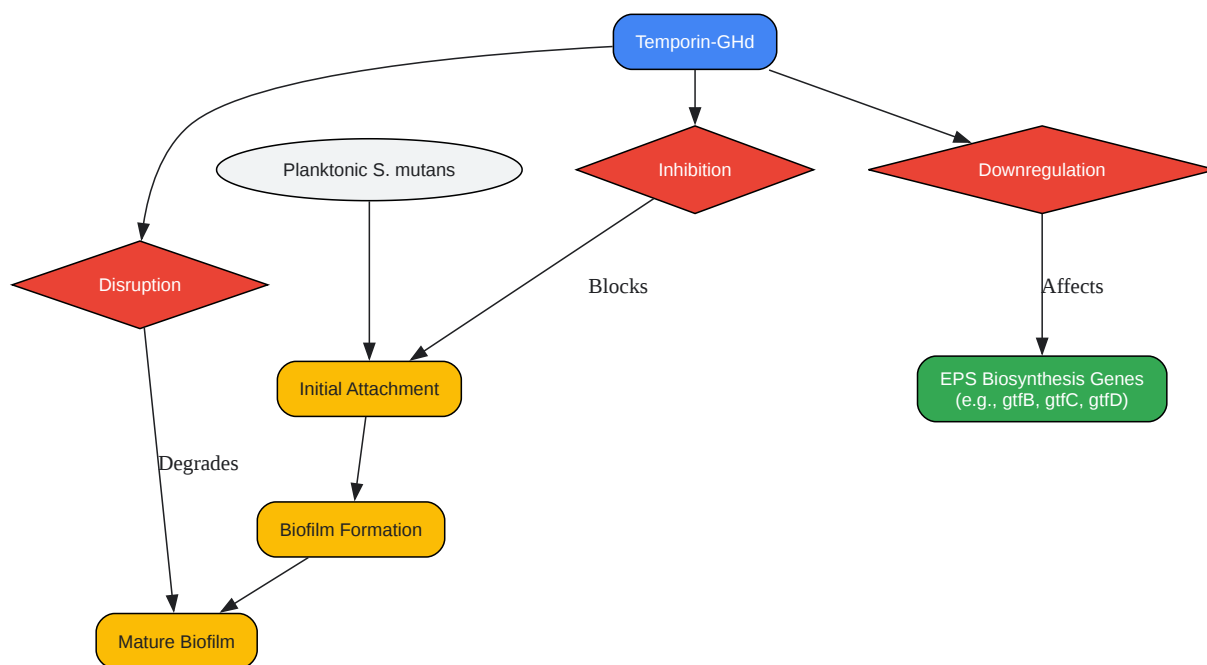 Temporin-GHd
Planktonic S. mutans
Inhibition
Downregulation
Disruption
Blocks
Affects
Initial Attachment
EPS Biosynthesis Genes
(e.g., gtfB, gtfC, gtfD)
Degrades
Biofilm Formation
Mature Biofilm